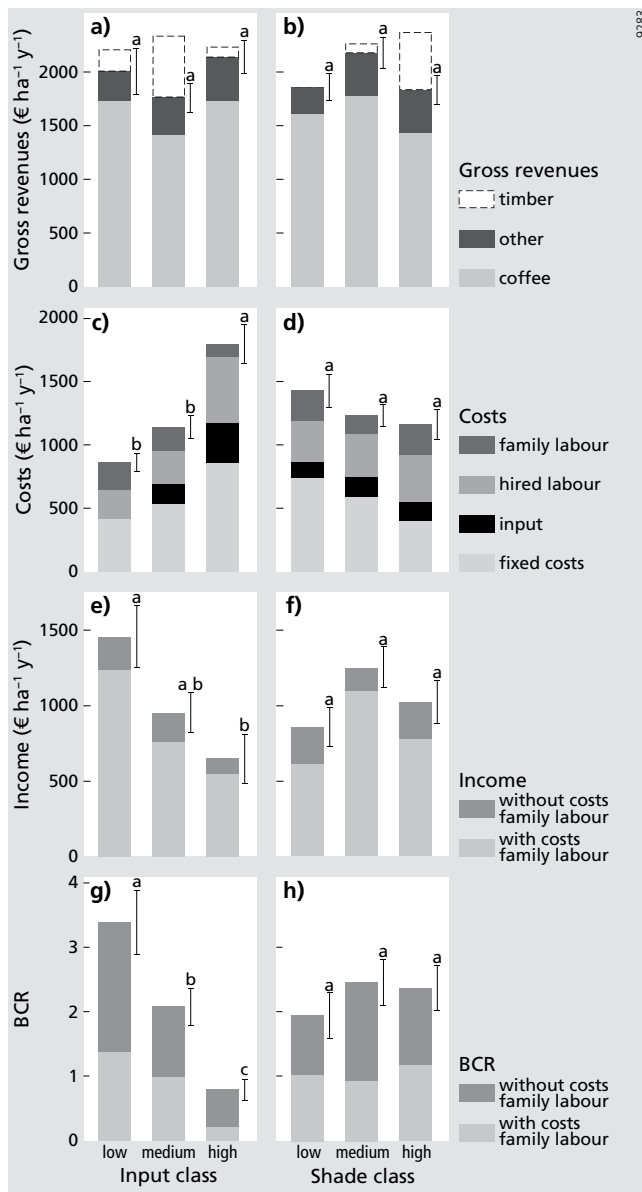 9283
a)
a
a
a
b)
a
a
a
Gross revenues (€ ha⁻¹ y⁻¹)
2000
1500
1000
500
0
Gross revenues
timber
other
coffee
c)
b
b
a
d)
a
a
a
Costs (€ ha⁻¹ y⁻¹)
2000
1500
1000
500
0
Costs
family labour
hired labour
input
fixed costs
e)
a
a b
b
f)
a
a
a
Income (€ ha⁻¹ y⁻¹)
1500
1000
500
0
Income
without costs
family labour
with costs
family labour
g)
a
b
c
h)
a
a
a
BCR
4
3
2
1
0
BCR
without costs
family labour
with costs
family labour
low medium high
Input class
low medium high
Shade class